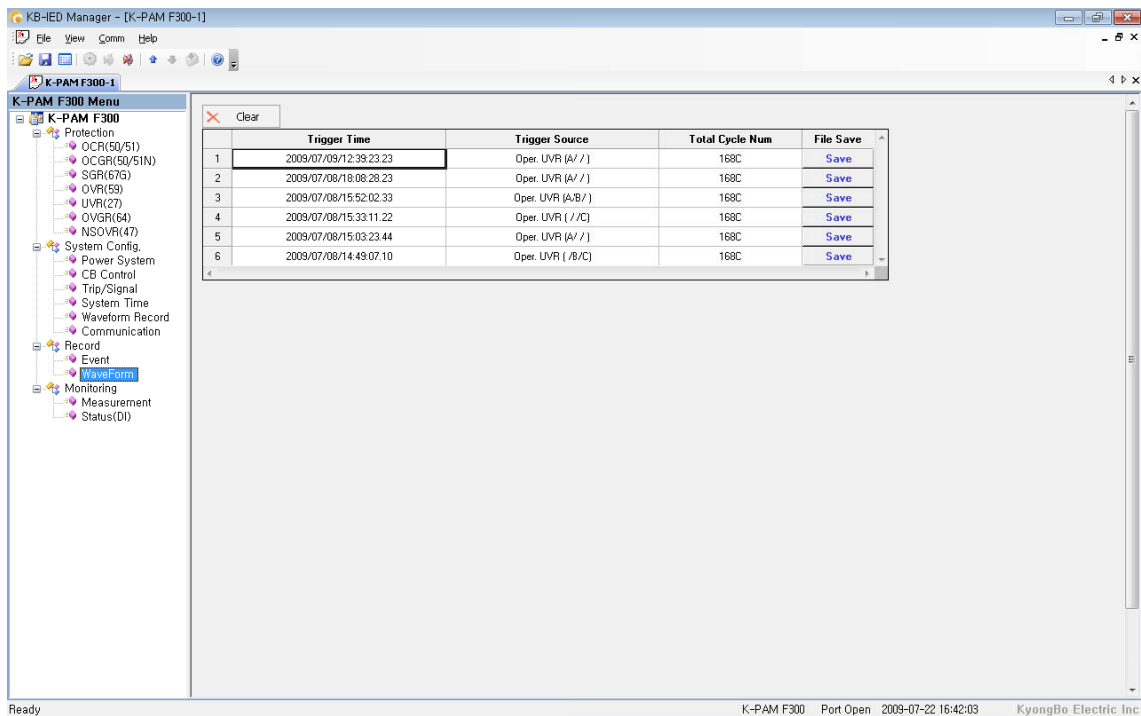 KB-IED Manager - [K-PAM F300-1]
File View Comm Help
K-PAM F300-1
K-PAM F300 Menu
K-PAM F300
Protection
OCR(50/51)
OCGR(50/51N)
SGR(67G)
OVR(59)
UVR(27)
OVGR(64)
NSOVR(47)
System Config,
Power System
CB Control
Trip/Signal
System Time
Waveform Record
Communication
Record
Event
WaveForm
Monitoring
Measurement
Status(DI)
Clear
Trigger Time Trigger Source Total Cycle Num File Save
1 2009/07/09/12:39:23.23 Oper. UVR (A/ / ) 168C Save
2 2009/07/08/18:08:28.23 Oper. UVR (A/ / ) 168C Save
3 2009/07/08/15:52:02.33 Oper. UVR (A/B/ ) 168C Save
4 2009/07/08/15:33:11.22 Oper. UVR ( / /C) 168C Save
5 2009/07/08/15:03:23.44 Oper. UVR (A/ / ) 168C Save
6 2009/07/08/14:49:07.10 Oper. UVR ( /B/C) 168C Save
Ready K-PAM F300 Port Open 2009-07-22 16:42:03 KyongBo Electric Inc